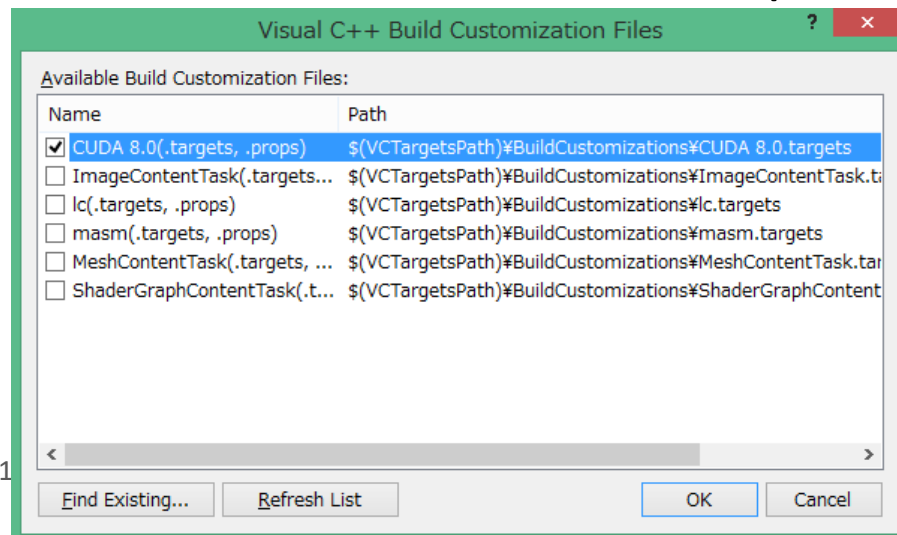 Visual C++ Build Customization Files
? ×
Available Build Customization Files:
Name Path
CUDA 8.0(.targets, .props) $(VCTargetsPath)¥BuildCustomizations¥CUDA 8.0.targets
ImageContentTask(.targets... $(VCTargetsPath)¥BuildCustomizations¥ImageContentTask.ta
lc(.targets, .props) $(VCTargetsPath)¥BuildCustomizations¥lc.targets
masm(.targets, .props) $(VCTargetsPath)¥BuildCustomizations¥masm.targets
MeshContentTask(.targets, ... $(VCTargetsPath)¥BuildCustomizations¥MeshContentTask.tar
ShaderGraphContentTask(.t... $(VCTargetsPath)¥BuildCustomizations¥ShaderGraphContent
1
Find Existing... Refresh List OK Cancel